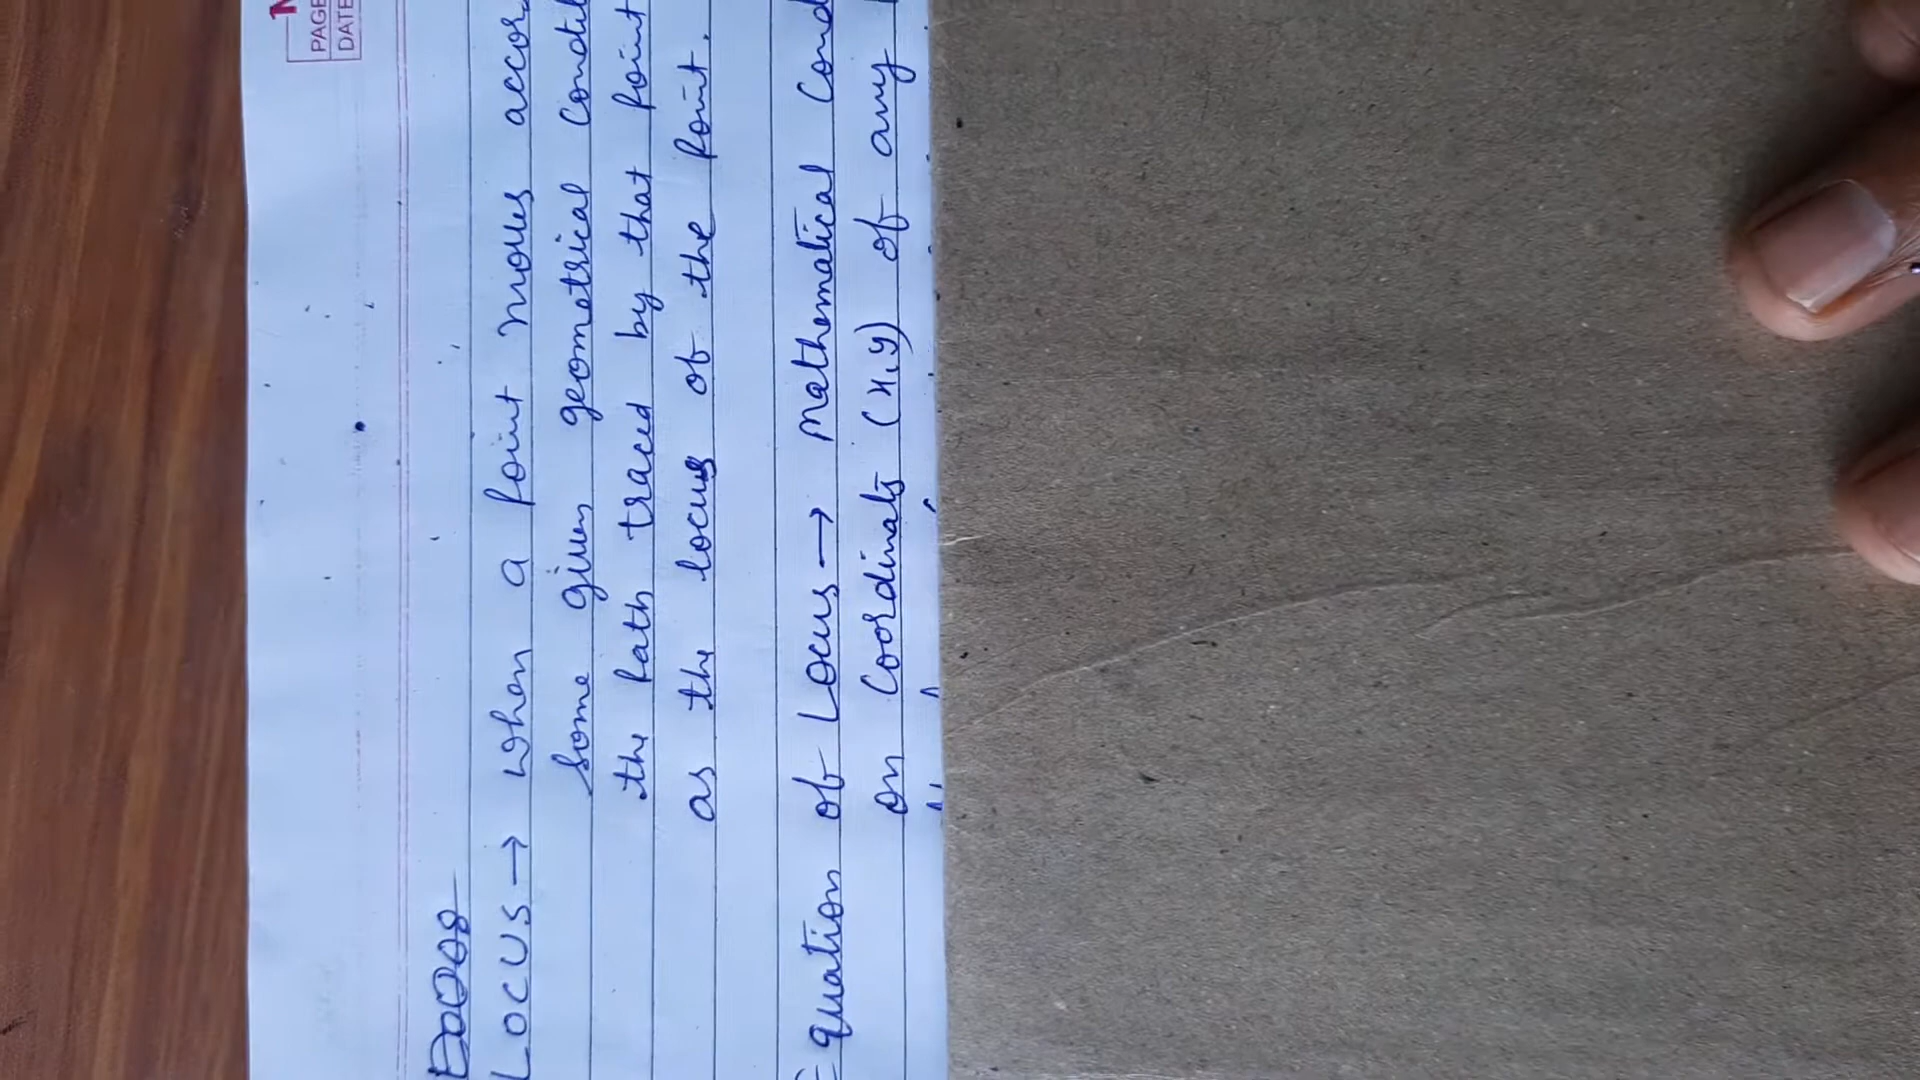 PAGE
DATE
LOCUS → When a point moves accor
some given geometrical Condit
the path traced by that point
as the locus of the point.
Equation of Locus → Mathematical Cond
on Coordinats (x,y) of any